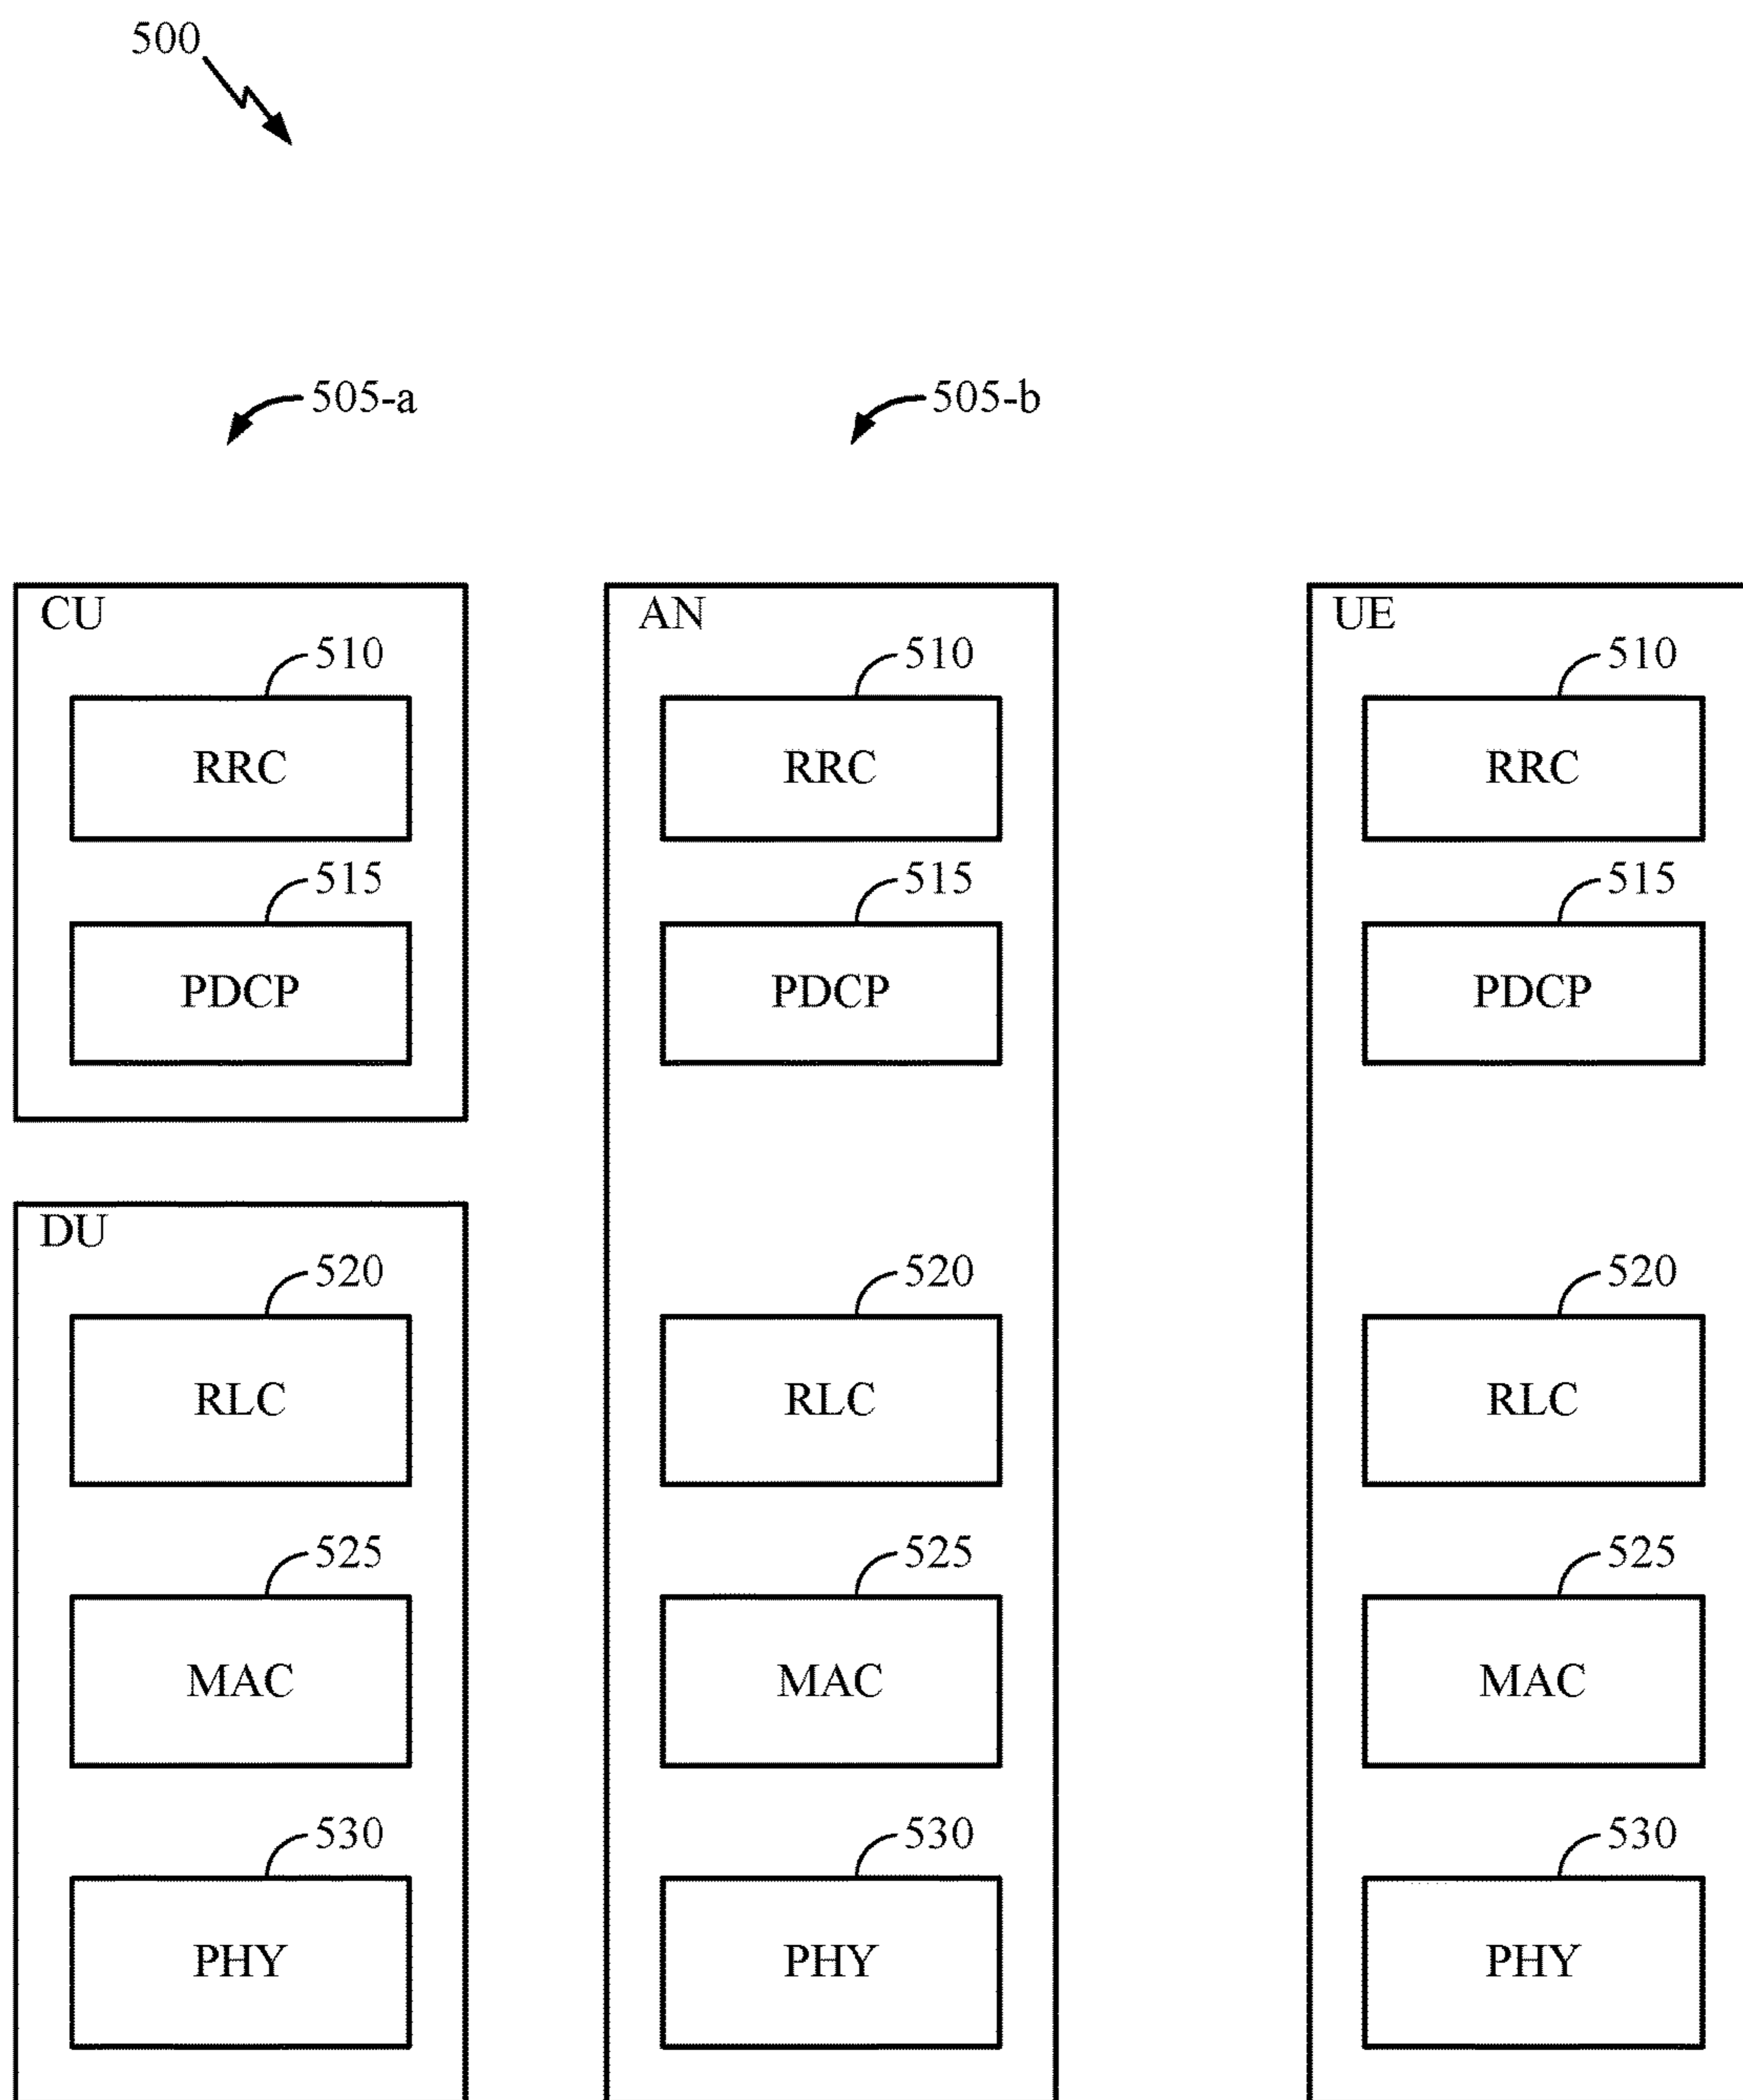 500
505-a 505-b
CU AN UE
510 510 510
RRC RRC RRC
515 515 515
PDCP PDCP PDCP
DU
520 520 520
RLC RLC RLC
525 525 525
MAC MAC MAC
530 530 530
PHY PHY PHY